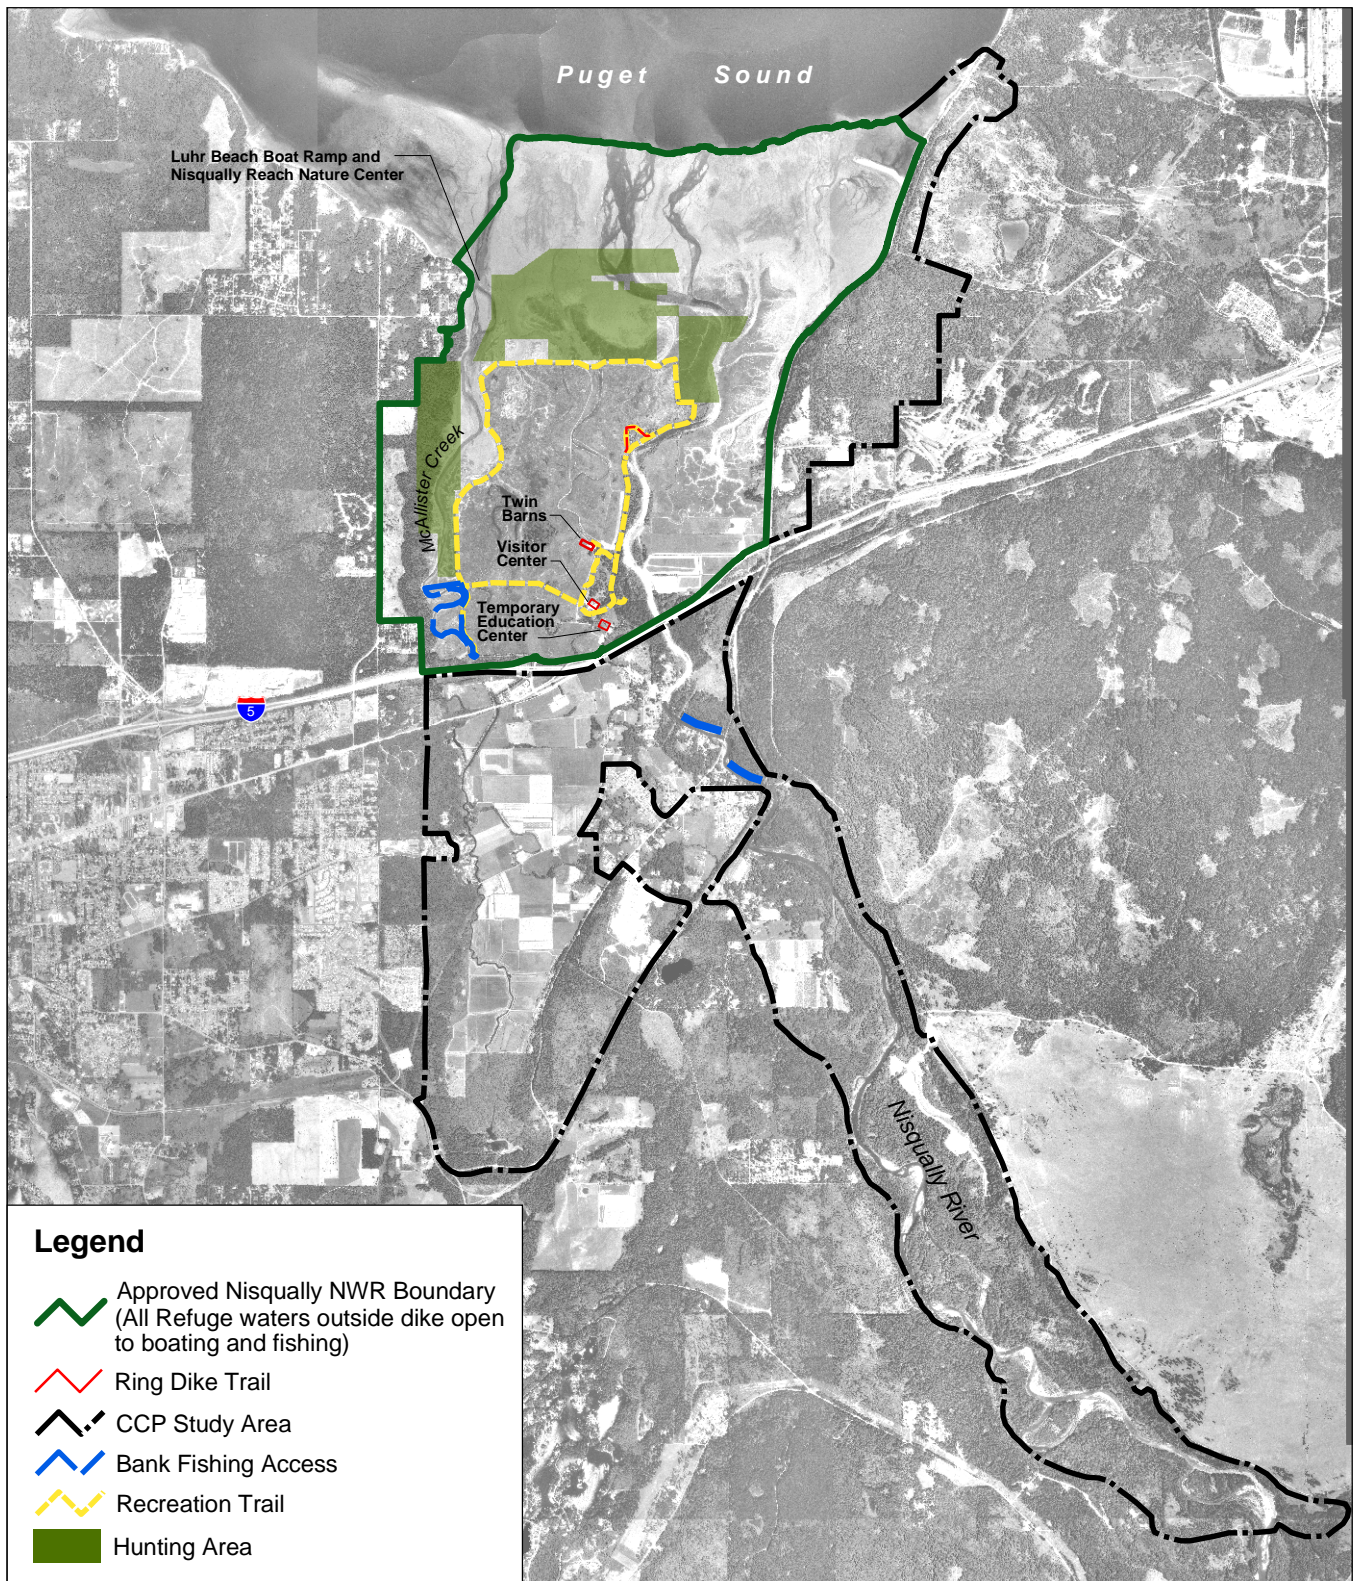 Puget Sound
Luhr Beach Boat Ramp and
Nisqually Reach Nature Center
McAllister Creek
Twin
Barns
Visitor
Center
Temporary
Education
Center
5
Nisqually River
Legend
Approved Nisqually NWR Boundary
(All Refuge waters outside dike open
to boating and fishing)
Ring Dike Trail
CCP Study Area
Bank Fishing Access
Recreation Trail
Hunting Area